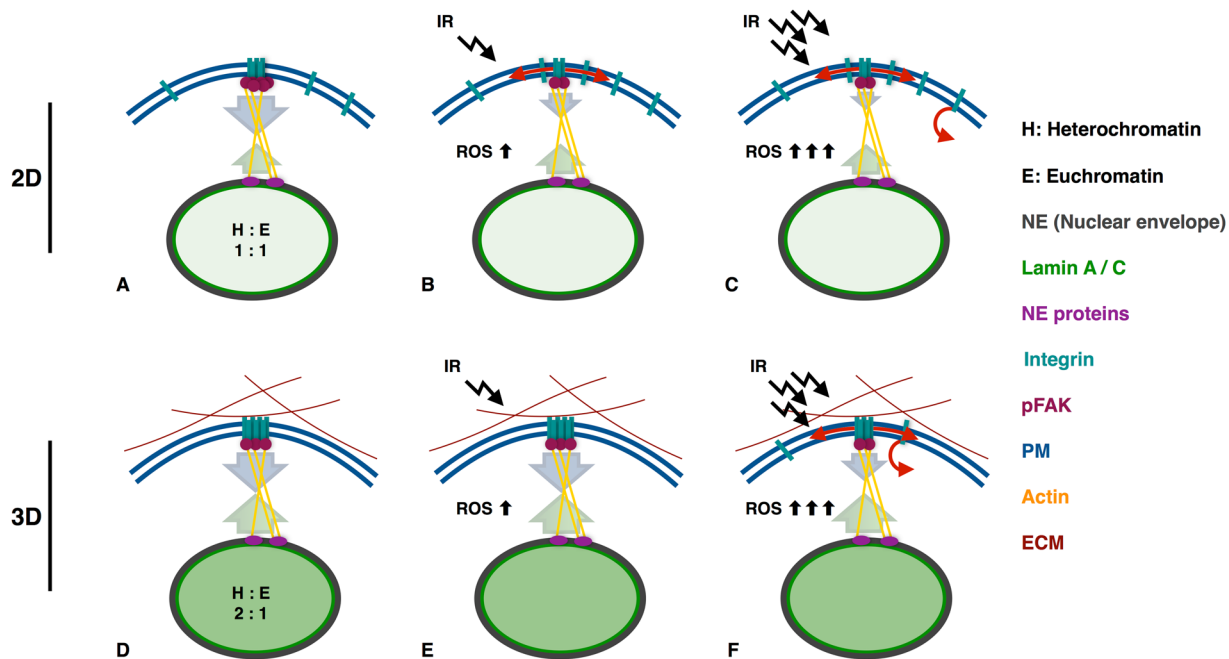 2D
IR
ROS
H : E
1 : 1
A
B
IR
ROS
C
3D
H : E
2 : 1
D
IR
ROS
E
IR
ROS
F
H: Heterochromatin
E: Euchromatin
NE (Nuclear envelope)
Lamin A / C
NE proteins
Integrin
pFAK
PM
Actin
ECM